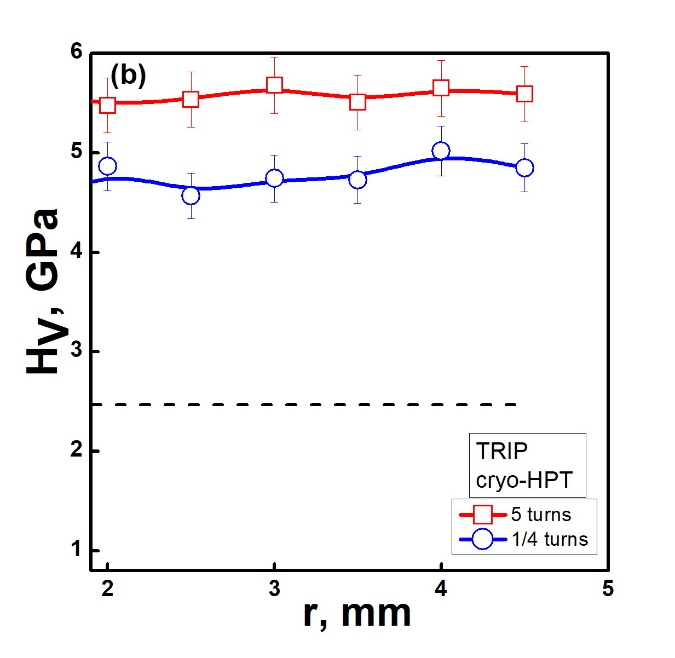 (b)
6
5
4
3
2
1
Hv, GPa
TRIP
cryo-HPT
5 turns
1/4 turns
2
3
4
5
r, mm